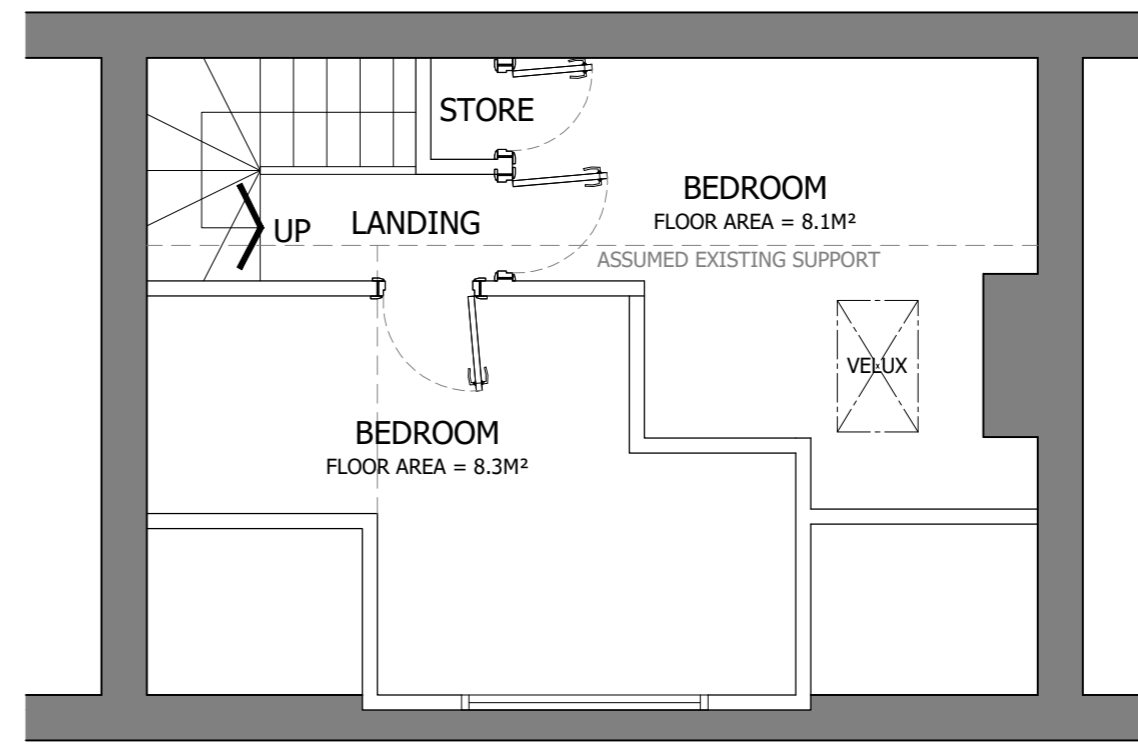 STORE
BEDROOM
FLOOR AREA = 8.1M²
LANDING
UP
ASSUMED EXISTING SUPPORT
VELUX
BEDROOM
FLOOR AREA = 8.3M²